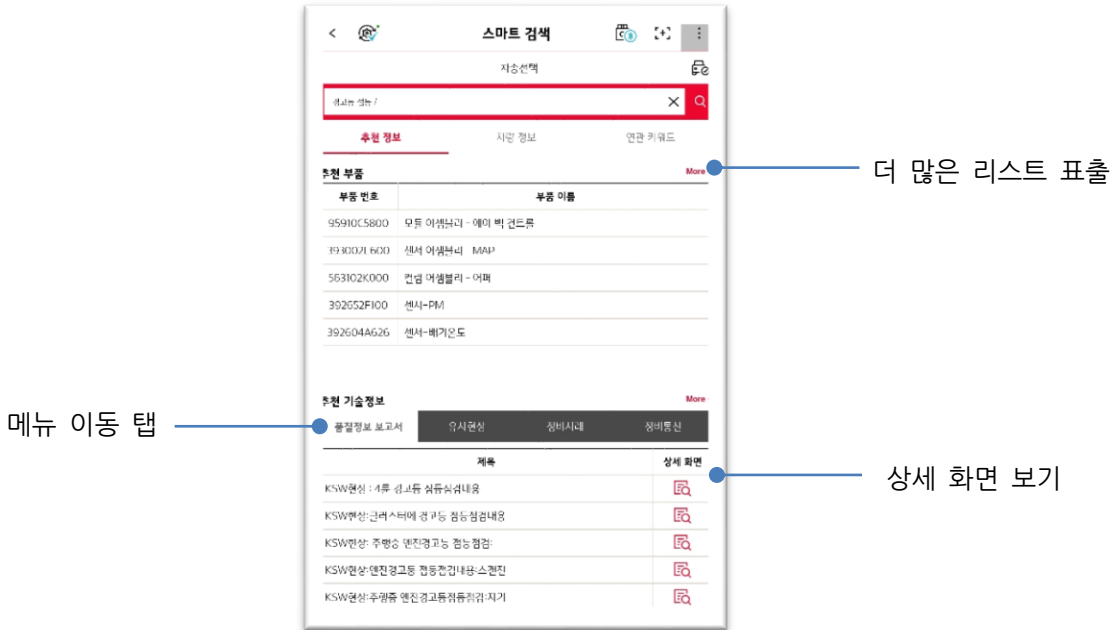 스마트 검색
차종선택
경고등 점등 /
추천 정보
차량 정보
연관 키워드
추천 부품
More
더 많은 리스트 표출
부품 번호
부품 이름
95910C5800
모듈 어셈블리 - 에어 백 컨트롤
393002E600
센서 어셈블리 MAP
563102K000
컨렘 어셈블리 - 어퍼
392652F100
센서-PM
392604A626
센서-배기온도
추천 기술정보
More
메뉴 이동 탭
품질정보 보고서
유사현상
정비사례
정비통신
제목
상세 화면
상세 화면 보기
KSW현상 : 4륜 경고등 점등점검내용
KSW현상:클러스터에 경고등 점등점검내용
KSW현상: 주행중 엔진경고등 점등점검:
KSW현상:엔진경고등 점등점검내용:스캔진
KSW현상:주행중 엔진경고등점등점검:자기